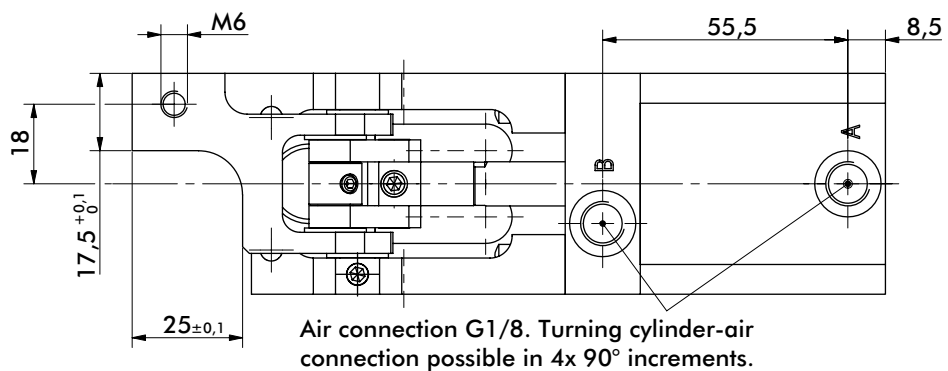 M6
55,5
8,5
18
17,5 +0,1 0
A
B
25±0,1
Air connection G1/8. Turning cylinder-air
connection possible in 4x 90° increments.